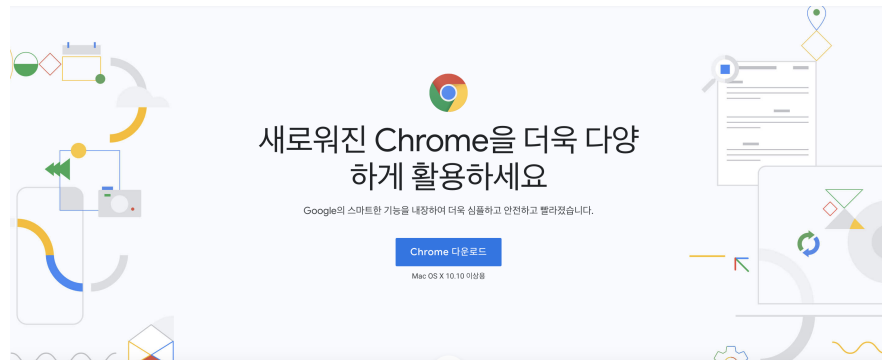 새로워진 Chrome을 더욱 다양
하게 활용하세요
Google의 스마트한 기능을 내장하여 더욱 심플하고 안전하고 빨라졌습니다.
Chrome 다운로드
Mac OS X 10.10 이상용